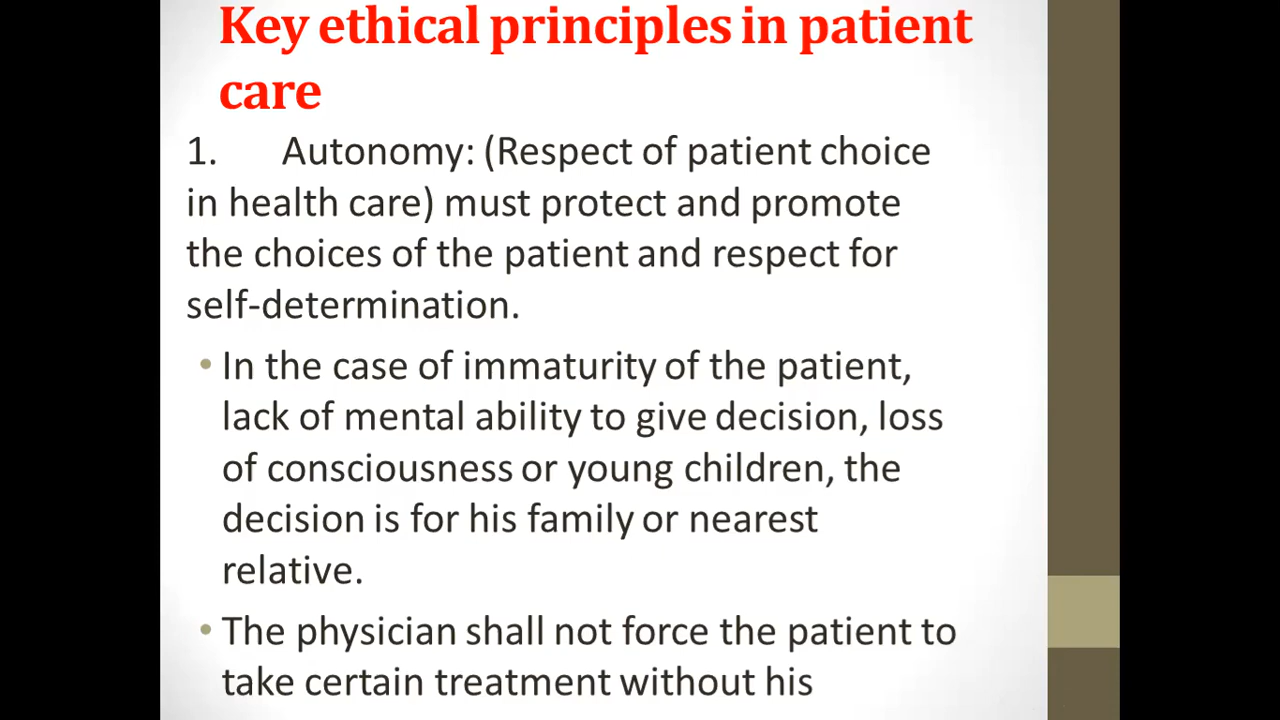 Key ethical principles in patient
care
1. Autonomy: (Respect of patient choice
in health care) must protect and promote
the choices of the patient and respect for
self-determination.
• In the case of immaturity of the patient,
lack of mental ability to give decision, loss
of consciousness or young children, the
decision is for his family or nearest
relative.
• The physician shall not force the patient to
take certain treatment without his